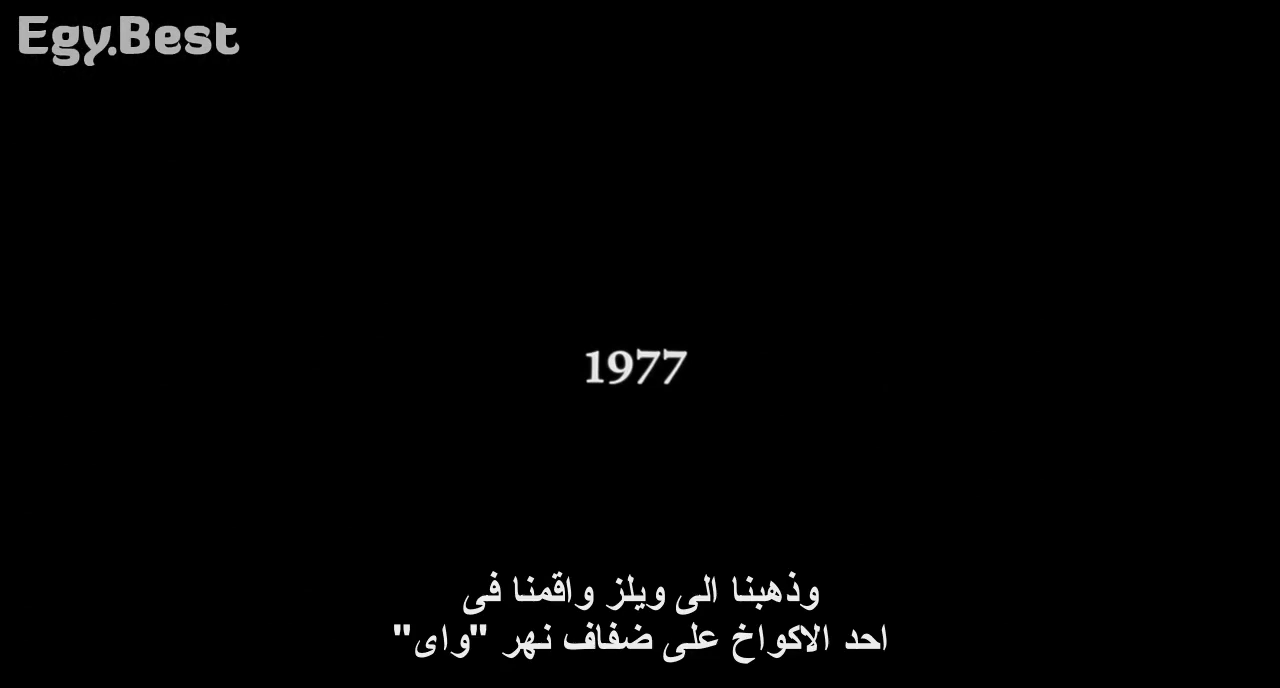 Egy.Best
1977
وذهبنا الى ويلز واقمنا فى
احد الاكواخ على ضفاف نهر "واى"